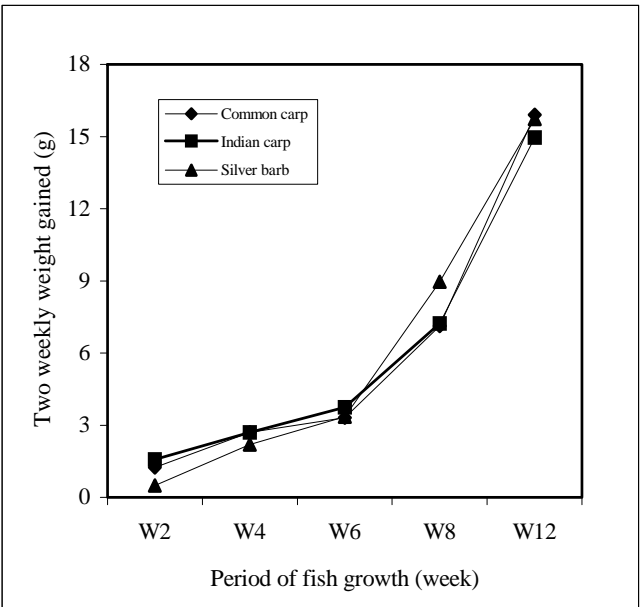 18
15
12
9
6
3
0
Two weekly weight gained (g)
Common carp
Indian carp
Silver barb
W2 W4 W6 W8 W12
Period of fish growth (week)